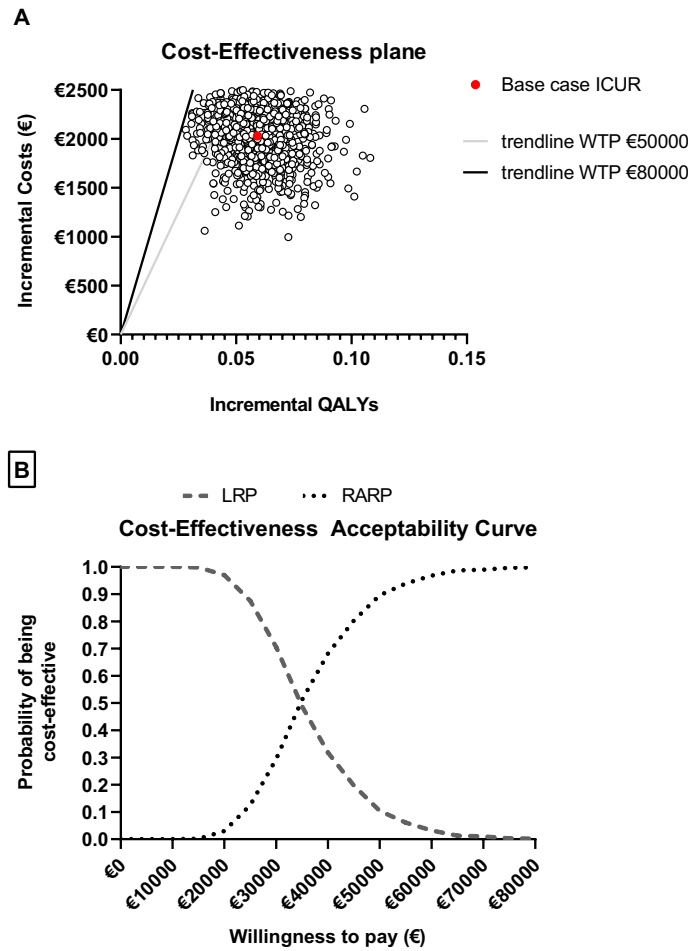 A
Cost-Effectiveness plane
€2500
€2000
€1500
€1000
€500
€0
Incremental Costs (€)
0.00
0.05
0.10
0.15
Incremental QALYs
Base case ICUR
trendline WTP €50000
trendline WTP €80000
B
LRP
RARP
Cost-Effectiveness Acceptability Curve
1.0
0.9
0.8
0.7
0.6
0.5
0.4
0.3
0.2
0.1
0.0
Probability of being
cost-effective
€0
€10000
€20000
€30000
€40000
€50000
€60000
€70000
€80000
Willingness to pay (€)